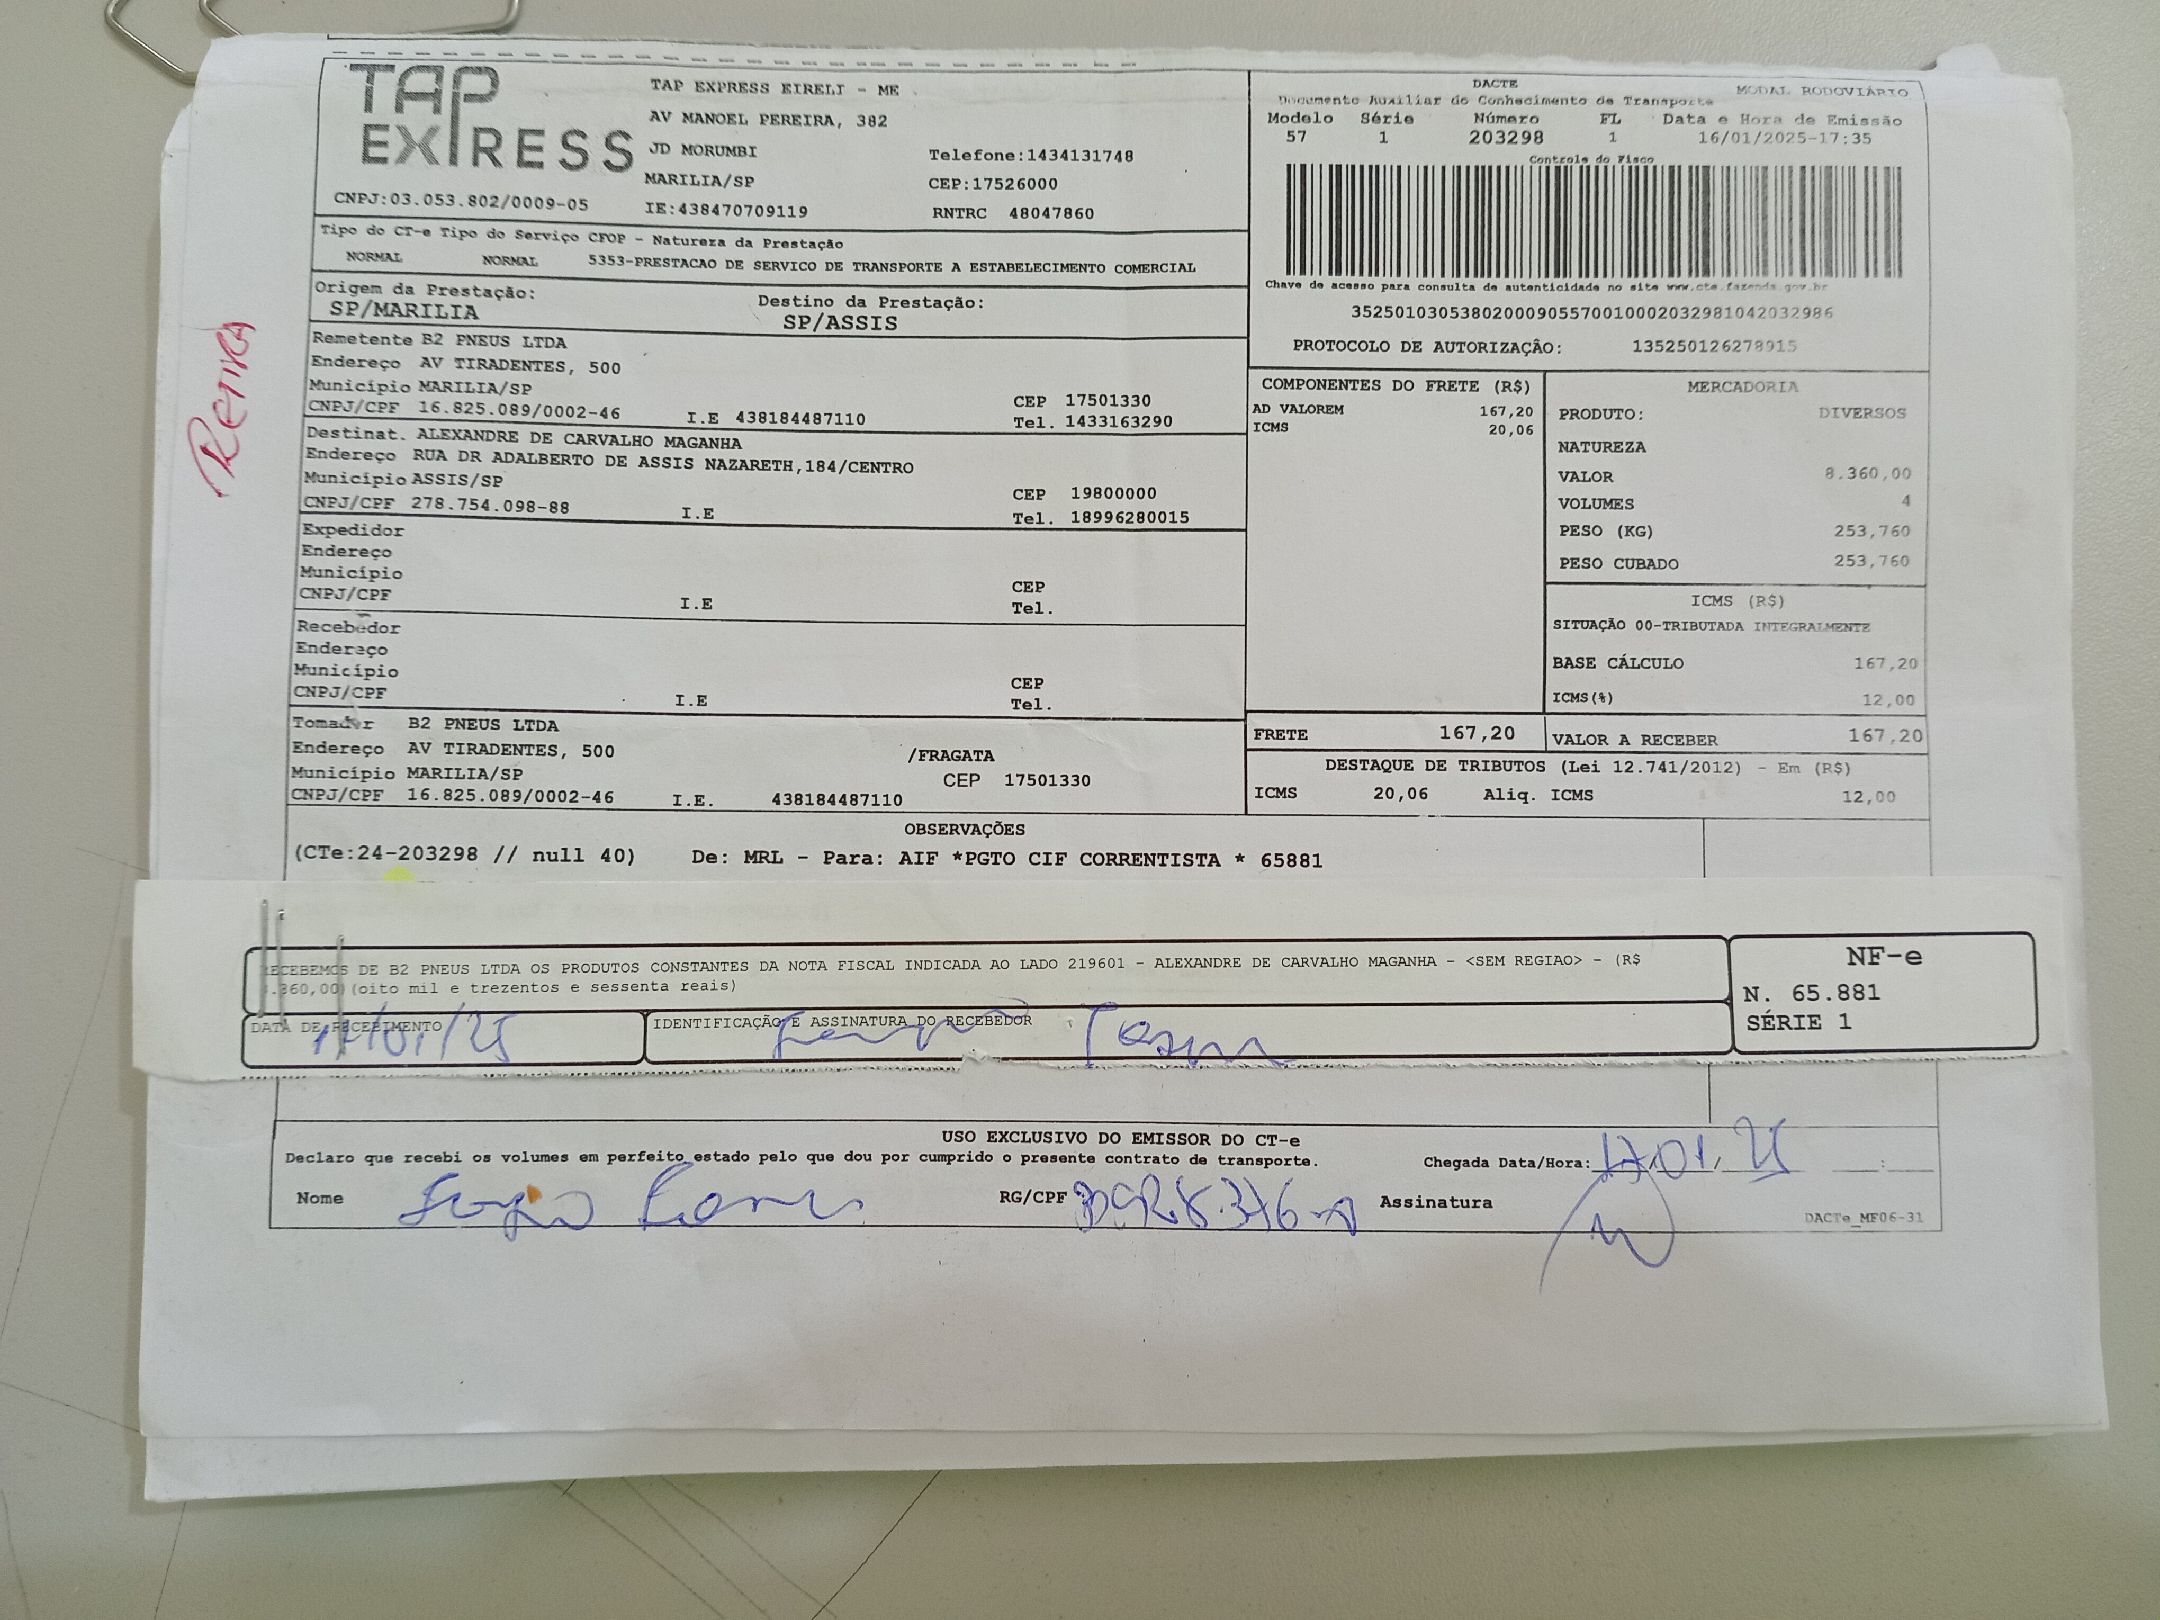 TAP EXPRESS
TAP EXPRESS EIRELI - ME
AV MANOEL PEREIRA, 382
JD MORUMBI
Telefone:1434131748
MARILIA/SP
CEP:17526000
CNPJ:03.053.802/0009-05
IE:438470709119
RNTRC 48047860
DACTE
MODAL RODOVIÁRIO
Documento Auxiliar do Conhecimento de Transporte
Modelo Série Número FL Data e Hora de Emissão
57 1 203298 1 16/01/2025-17:35
Controle do Fisco
Chave de acesso para consulta de autenticidade no site www.cte.fazenda.gov.br
35250103053802000905570010002032981042032986
PROTOCOLO DE AUTORIZAÇÃO: 135250126278915
Tipo do CT-e Tipo do Serviço CFOP - Natureza da Prestação
NORMAL NORMAL 5353-PRESTACAO DE SERVICO DE TRANSPORTE A ESTABELECIMENTO COMERCIAL
Origem da Prestação: Destino da Prestação:
SP/MARILIA SP/ASSIS
Remetente B2 PNEUS LTDA
Endereço AV TIRADENTES, 500
Município MARILIA/SP CEP 17501330
CNPJ/CPF 16.825.089/0002-46 I.E 438184487110 Tel. 1433163290
Destinat. ALEXANDRE DE CARVALHO MAGANHA
Endereço RUA DR ADALBERTO DE ASSIS NAZARETH,184/CENTRO
Município ASSIS/SP CEP 19800000
CNPJ/CPF 278.754.098-88 I.E Tel. 18996280015
Expedidor
Endereço
Município CEP
CNPJ/CPF I.E Tel.
Recebedor
Endereço
Município CEP
CNPJ/CPF I.E Tel.
Tomador B2 PNEUS LTDA
Endereço AV TIRADENTES, 500 /FRAGATA
Município MARILIA/SP CEP 17501330
CNPJ/CPF 16.825.089/0002-46 I.E. 438184487110
COMPONENTES DO FRETE (R$)
AD VALOREM 167,20
ICMS 20,06
MERCADORIA
PRODUTO: DIVERSOS
NATUREZA
VALOR 8.360,00
VOLUMES 4
PESO (KG) 253,760
PESO CUBADO 253,760
ICMS (R$)
SITUAÇÃO 00-TRIBUTADA INTEGRALMENTE
BASE CÁLCULO 167,20
ICMS(%) 12,00
FRETE 167,20 VALOR A RECEBER 167,20
DESTAQUE DE TRIBUTOS (Lei 12.741/2012) - Em (R$)
ICMS 20,06 Aliq. ICMS 12,00
OBSERVAÇÕES
(CTe:24-203298 // null 40) De: MRL - Para: AIF *PGTO CIF CORRENTISTA * 65881
RECEBEMOS DE B2 PNEUS LTDA OS PRODUTOS CONSTANTES DA NOTA FISCAL INDICADA AO LADO 219601 - ALEXANDRE DE CARVALHO MAGANHA - <SEM REGIAO> - (R$
8.360,00)(oito mil e trezentos e sessenta reais)
DATA DE RECEBIMENTO
17/01/25
IDENTIFICAÇÃO E ASSINATURA DO RECEBEDOR
NF-e
N. 65.881
SÉRIE 1
USO EXCLUSIVO DO EMISSOR DO CT-e
Declaro que recebi os volumes em perfeito estado pelo que dou por cumprido o presente contrato de transporte. Chegada Data/Hora: 17/01/25
Nome RG/CPF Assinatura
DACTe_MF06-31